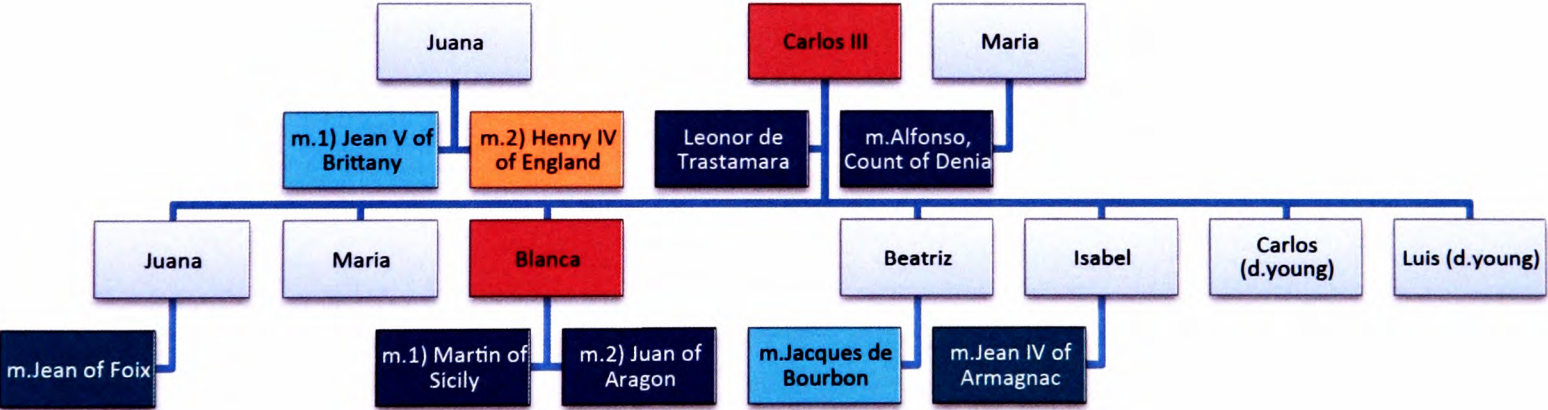 Juana
Carlos III
Maria
m.1) Jean V of
Brittany
m.2) Henry IV
of England
Leonor de
Trastamara
m.Alfonso,
Count of Denia
Juana
Maria
Blanca
Beatriz
Isabel
Carlos
(d.young)
Luis (d.young)
m.Jean of Foix
m.1) Martin of
Sicily
m.2) Juan of
Aragon
m.Jacques de
Bourbon
m.Jean IV of
Armagnac